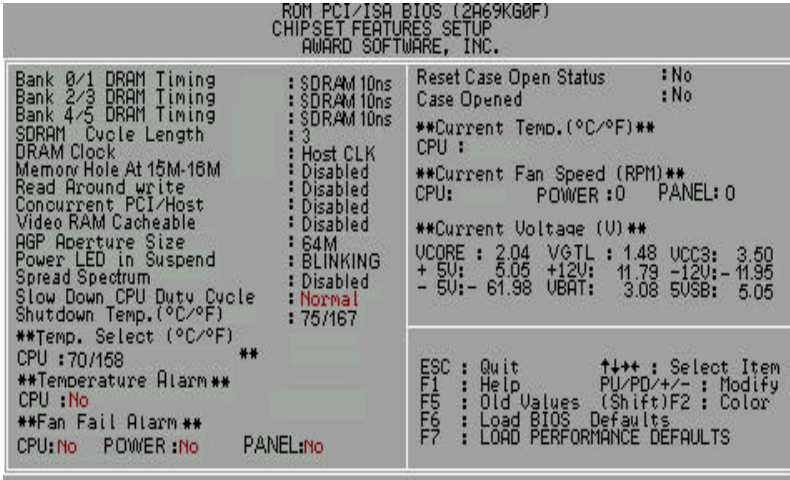 ROM PCI/ISA BIOS (2A69KG0F)
CHIPSET FEATURES SETUP
AWARD SOFTWARE, INC.
Bank 0/1 DRAM Timing : SDRAM 10ns
Bank 2/3 DRAM Timing : SDRAM 10ns
Bank 4/5 DRAM Timing : SDRAM 10ns
SDRAM Cycle Length : 3
DRAM Clock : Host CLK
Memory Hole At 15M-16M : Disabled
Read Around write : Disabled
Concurrent PCI/Host : Disabled
Video RAM Cacheable : Disabled
AGP Aperture Size : 64M
Power LED in Suspend : BLINKING
Spread Spectrum : Disabled
Slow Down CPU Duty Cycle : Normal
Shutdown Temp.(°C/°F) : 75/167
**Temp. Select (°C/°F)
CPU :70/158 **
**Temperature Alarm**
CPU :No
**Fan Fail Alarm**
CPU:No POWER :No PANEL:No
Reset Case Open Status :No
Case Opened :No
**Current Temp.(°C/°F)**
CPU :
**Current Fan Speed (RPM)**
CPU: POWER :0 PANEL: 0
**Current Voltage (V)**
VCORE : 2.04 VGTL : 1.48 VCC3: 3.50
+ 5V: 5.05 +12V: 11.79 -12V:- 11.95
- 5V:- 61.98 VBAT: 3.08 5VSB: 5.05
ESC : Quit ↑↓→← : Select Item
F1 : Help PU/PD/+/- : Modify
F5 : Old Values (Shift)F2 : Color
F6 : Load BIOS Defaults
F7 : LOAD PERFORMANCE DEFAULTS